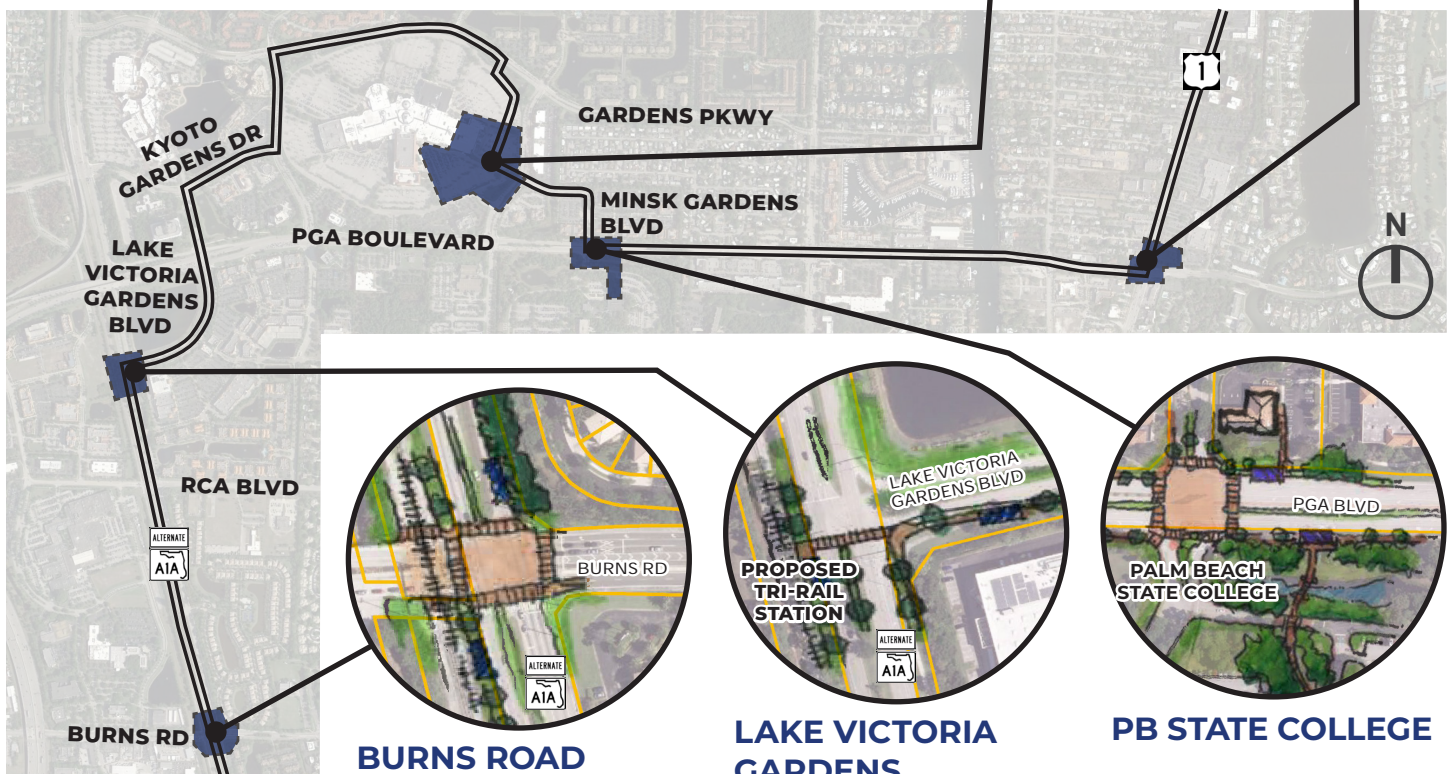 1
GARDENS PKWY
KYOTO
GARDENS DR
MINSK GARDENS
BLVD
N
PGA BOULEVARD
LAKE
VICTORIA
GARDENS
BLVD
RCA BLVD
ALTERNATE
A1A
BURNS RD
BURNS RD
ALTERNATE
A1A
BURNS ROAD
LAKE VICTORIA
GARDENS BLVD
PROPOSED
TRI-RAIL
STATION
ALTERNATE
A1A
LAKE VICTORIA
GARDENS
PGA BLVD
PALM BEACH
STATE COLLEGE
PB STATE COLLEGE